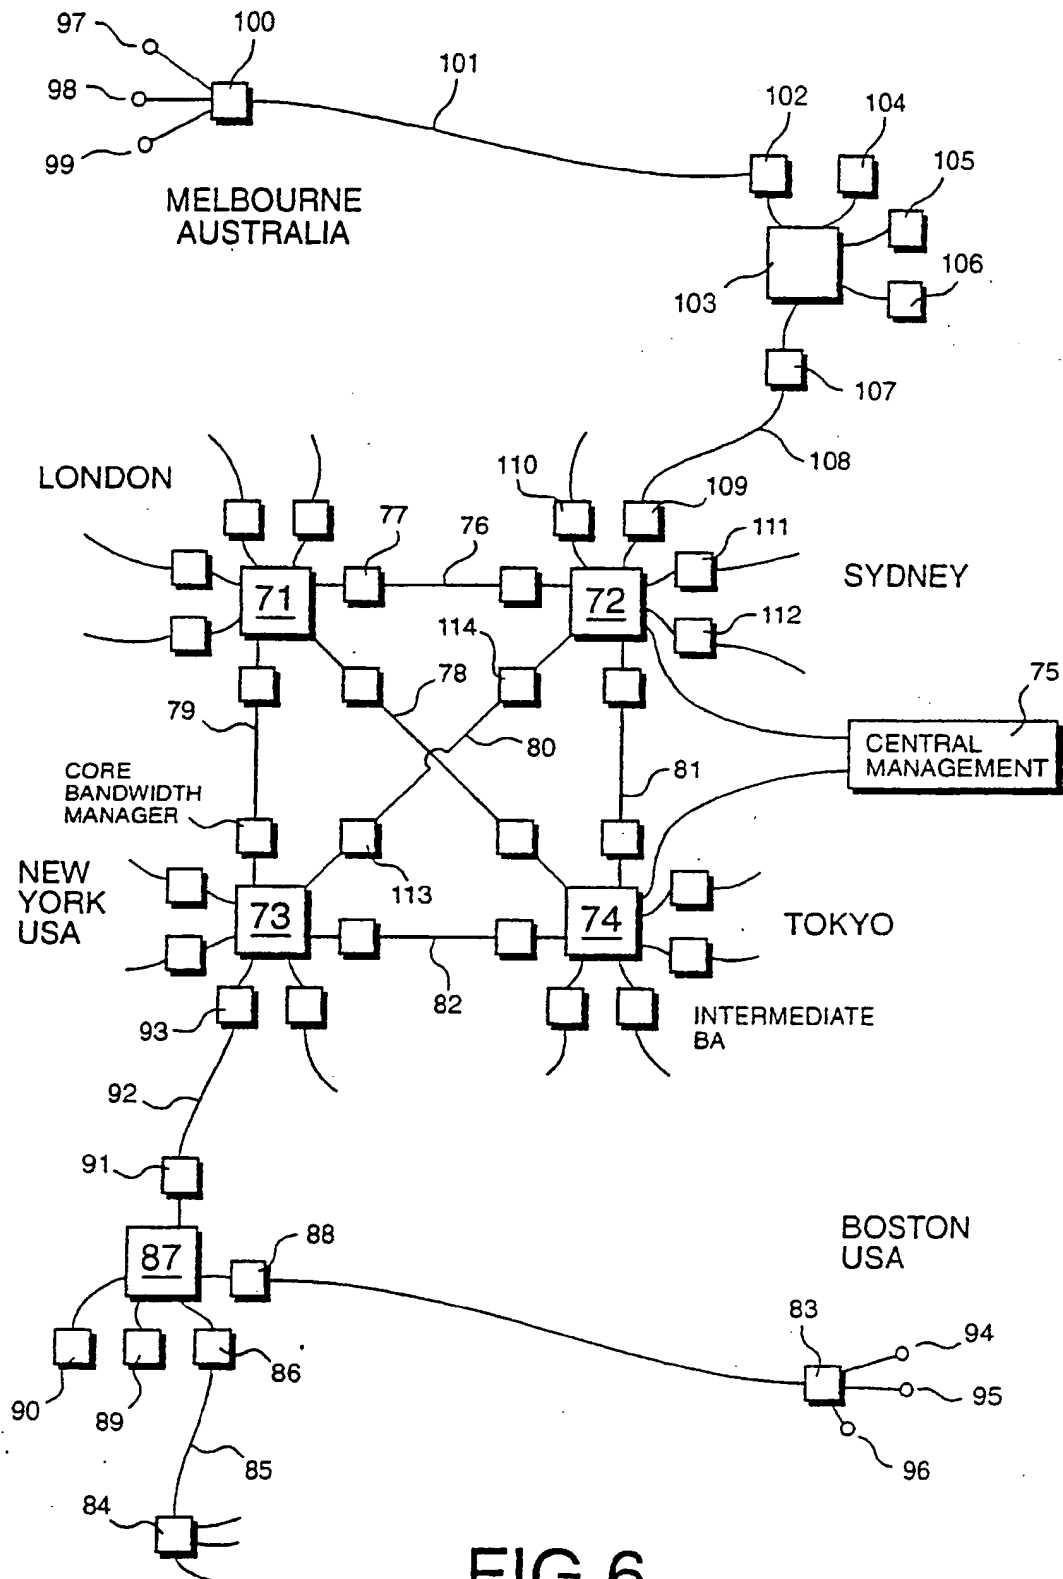 97
100
98
101
99
102
104
105
MELBOURNE
AUSTRALIA
103
106
107
108
LONDON
110
109
77
76
111
SYDNEY
71
72
112
114
78
75
79
80
CENTRAL
MANAGEMENT
81
CORE
BANDWIDTH
MANAGER
NEW
YORK
USA
113
73
74
TOKYO
82
93
INTERMEDIATE
BA
92
91
87
88
BOSTON
USA
83
94
95
96
90
89
86
85
84
FIG 6